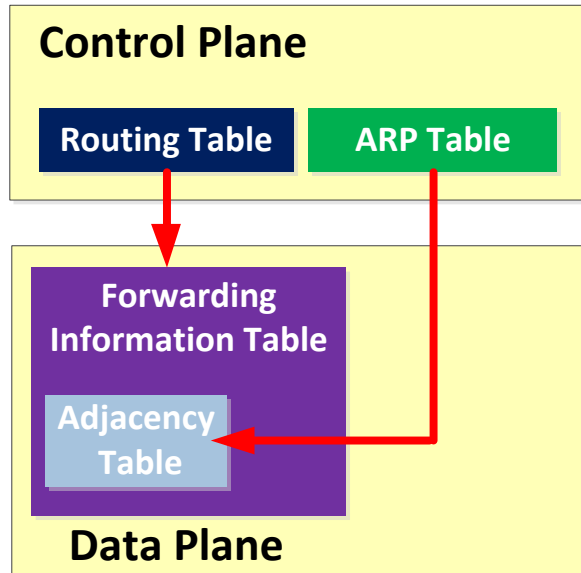 Control Plane
Routing Table
ARP Table
Forwarding
Information Table
Adjacency
Table
Data Plane